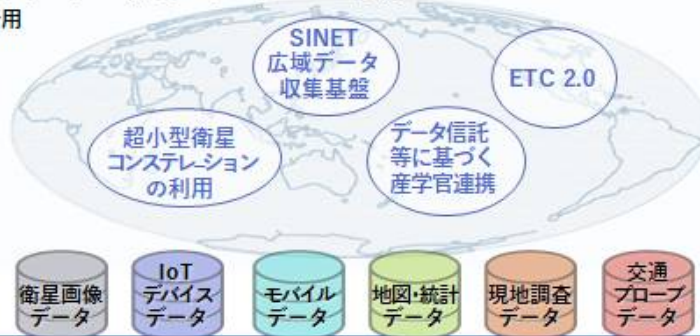 用
SINET
広域データ
収集基盤
ETC 2.0
超小型衛星
コンステレーション
の利用
データ信託
等に基づく
産学官連携
衛星画像
データ
IoT
デバイス
データ
モバイル
データ
地図・統計
データ
現地調査
データ
交通
プローブ
データ